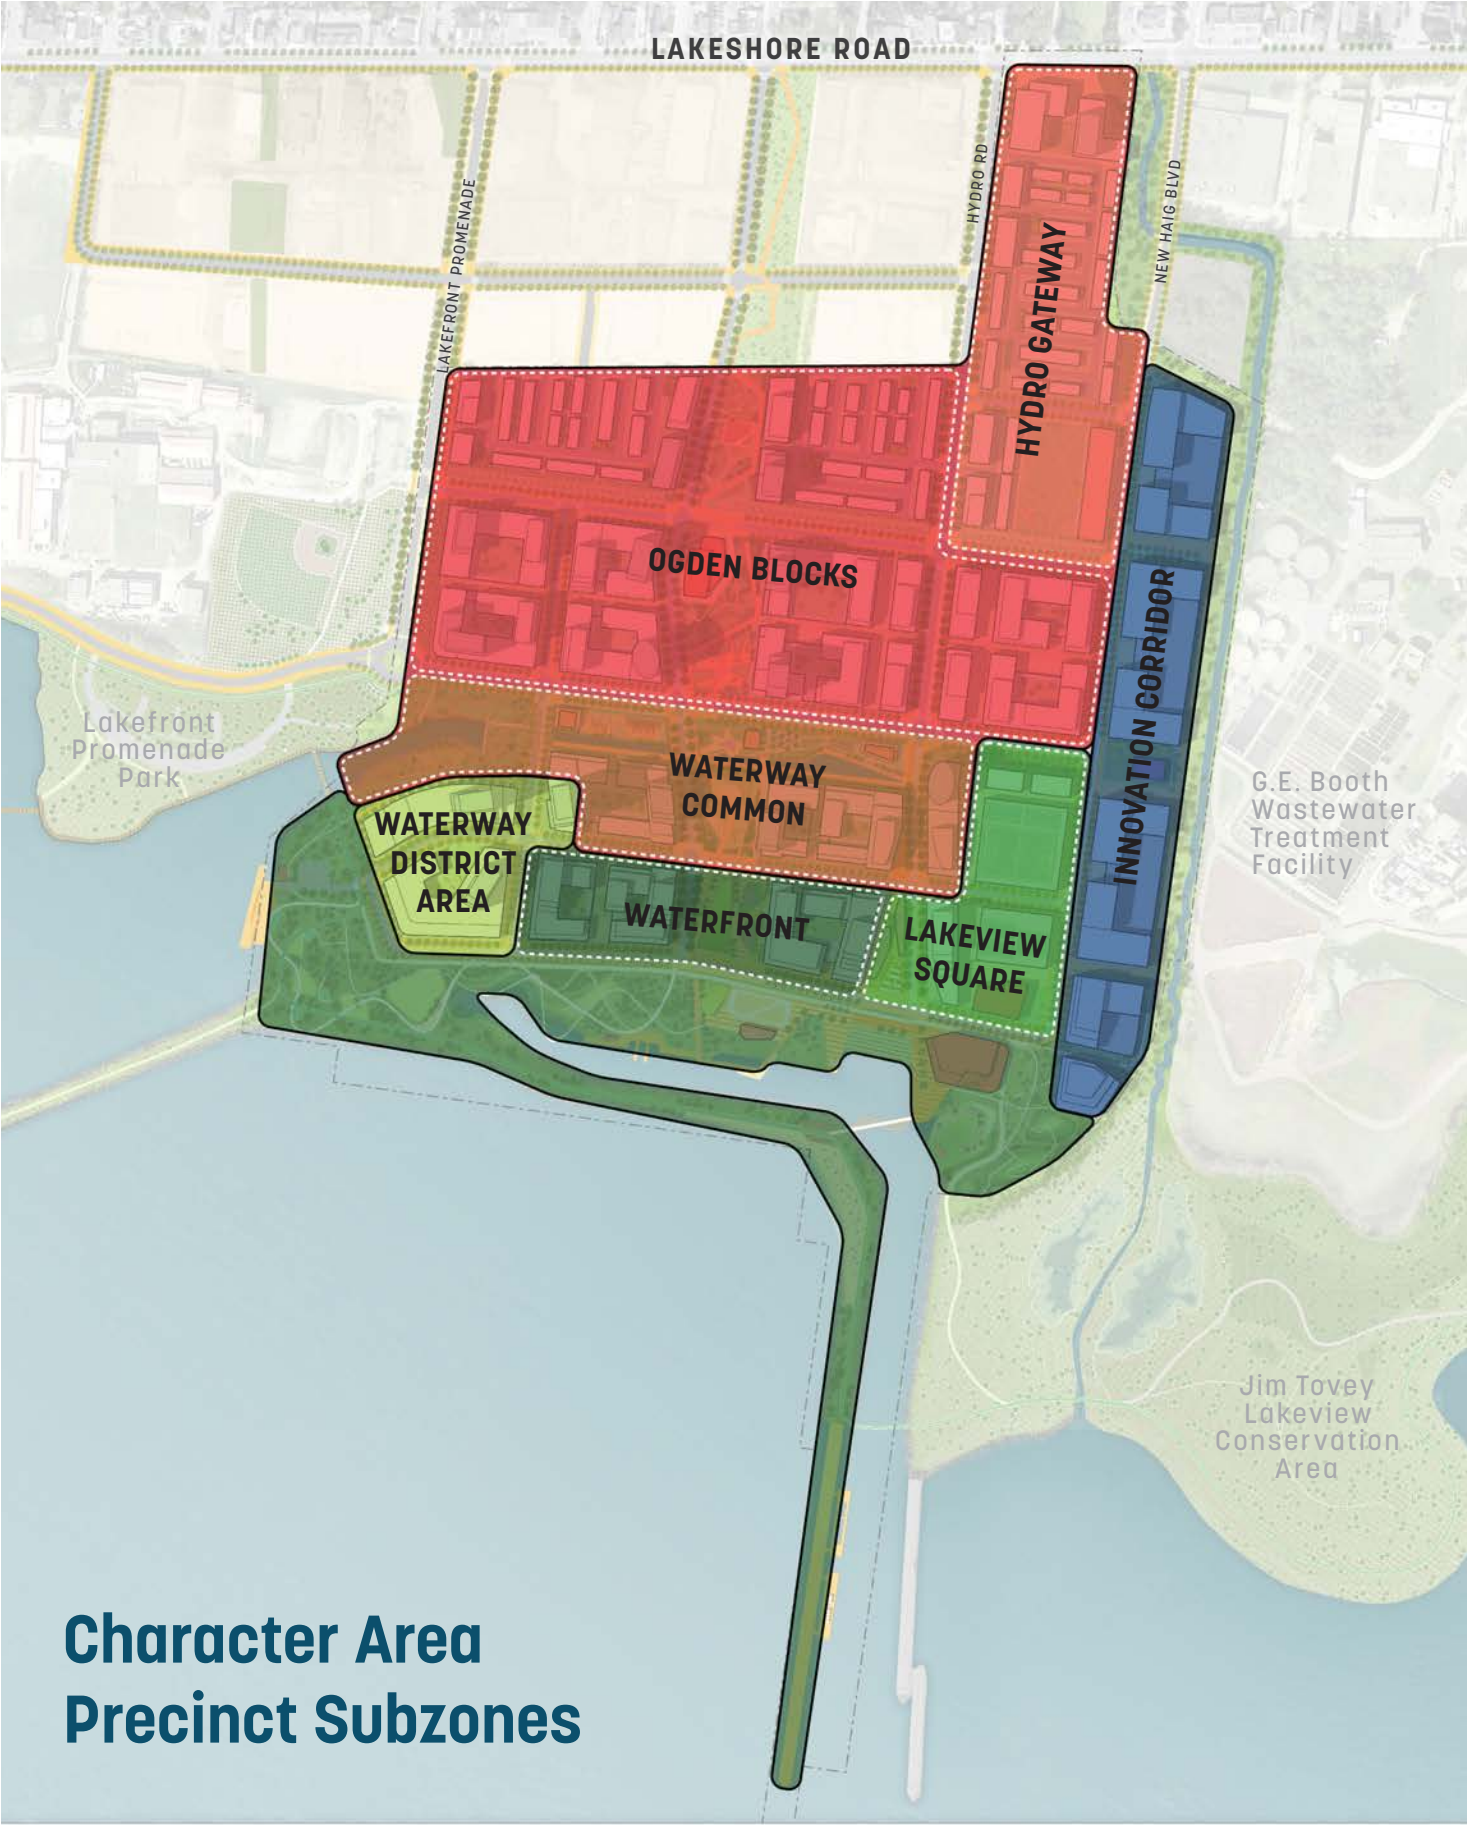 LAKESHORE ROAD
HYDRO RD
NEW HAIG BLVD
LAKEFRONT PROMENADE
HYDRO GATEWAY
OGDEN BLOCKS
INNOVATION CORRIDOR
Lakefront
Promenade
Park
WATERWAY
COMMON
G.E. Booth
Wastewater
Treatment
Facility
WATERWAY
DISTRICT
AREA
WATERFRONT
LAKEVIEW
SQUARE
Jim Tovey
Lakeview
Conservation
Area
Character Area
Precinct Subzones